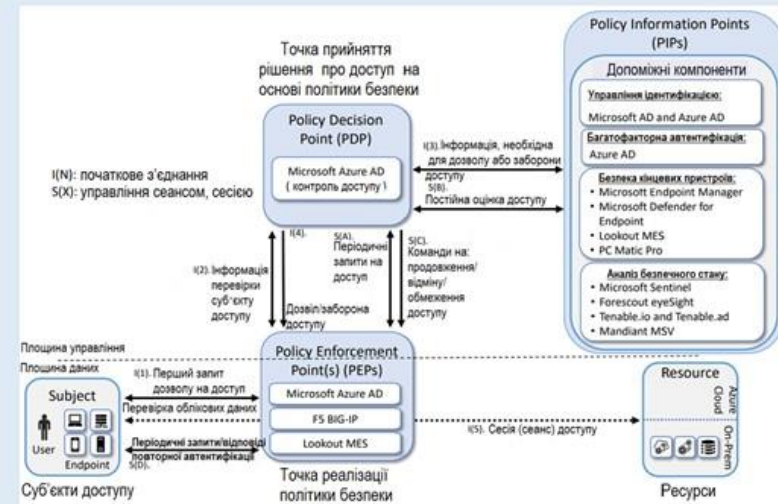 Policy Information Points
(PIPs)
Допоміжні компоненти
Управління ідентифікацією:
Microsoft AD and Azure AD
Багатофакторна автентифікація:
Azure AD
Безпека кінцевих пристроїв:
• Microsoft Endpoint Manager
• Microsoft Defender for
Endpoint
• Lookout MES
• PC Matic Pro
Аналіз безпечного стану:
• Microsoft Sentinel
• Forescout eyeSight
• Tenable.io and Tenable.ad
• Mandiant MSV
Точка прийняття
рішення про доступ на
основі політики безпеки
Policy Decision
Point (PDP)
Microsoft Azure AD
( контроль доступу \
I(N): початкове з'єднання
S(X): управління сеансом, сесією
I(3). Інформація, необхідна
для дозволу або заборони
доступу
S(B).
Постійна оцінка доступу
I(4).
S(A).
Періодичні
запити на
доступ
S(C).
Команди на:
продовження/
відміну/
обмеження
доступу
I(2). Інформація
перевірки
суб'єкту
доступу
Дозвіл/заборона
доступу
Площина управління
Площина даних
Policy Enforcement
Point(s) (PEPs)
Microsoft Azure AD
F5 BIG-IP
Lookout MES
Точка реалізації
політики безпеки
I(1). Перший запит
дозволу на доступ
Перевірка облікових даних
Періодичні запити/відповіді
повторної автентифікації
S(D).
Subject
User
Endpoint
Суб'єкти доступу
I(5). Сесія (сеанс) доступу
Resource
Azure
Cloud
On-Prem
Ресурси